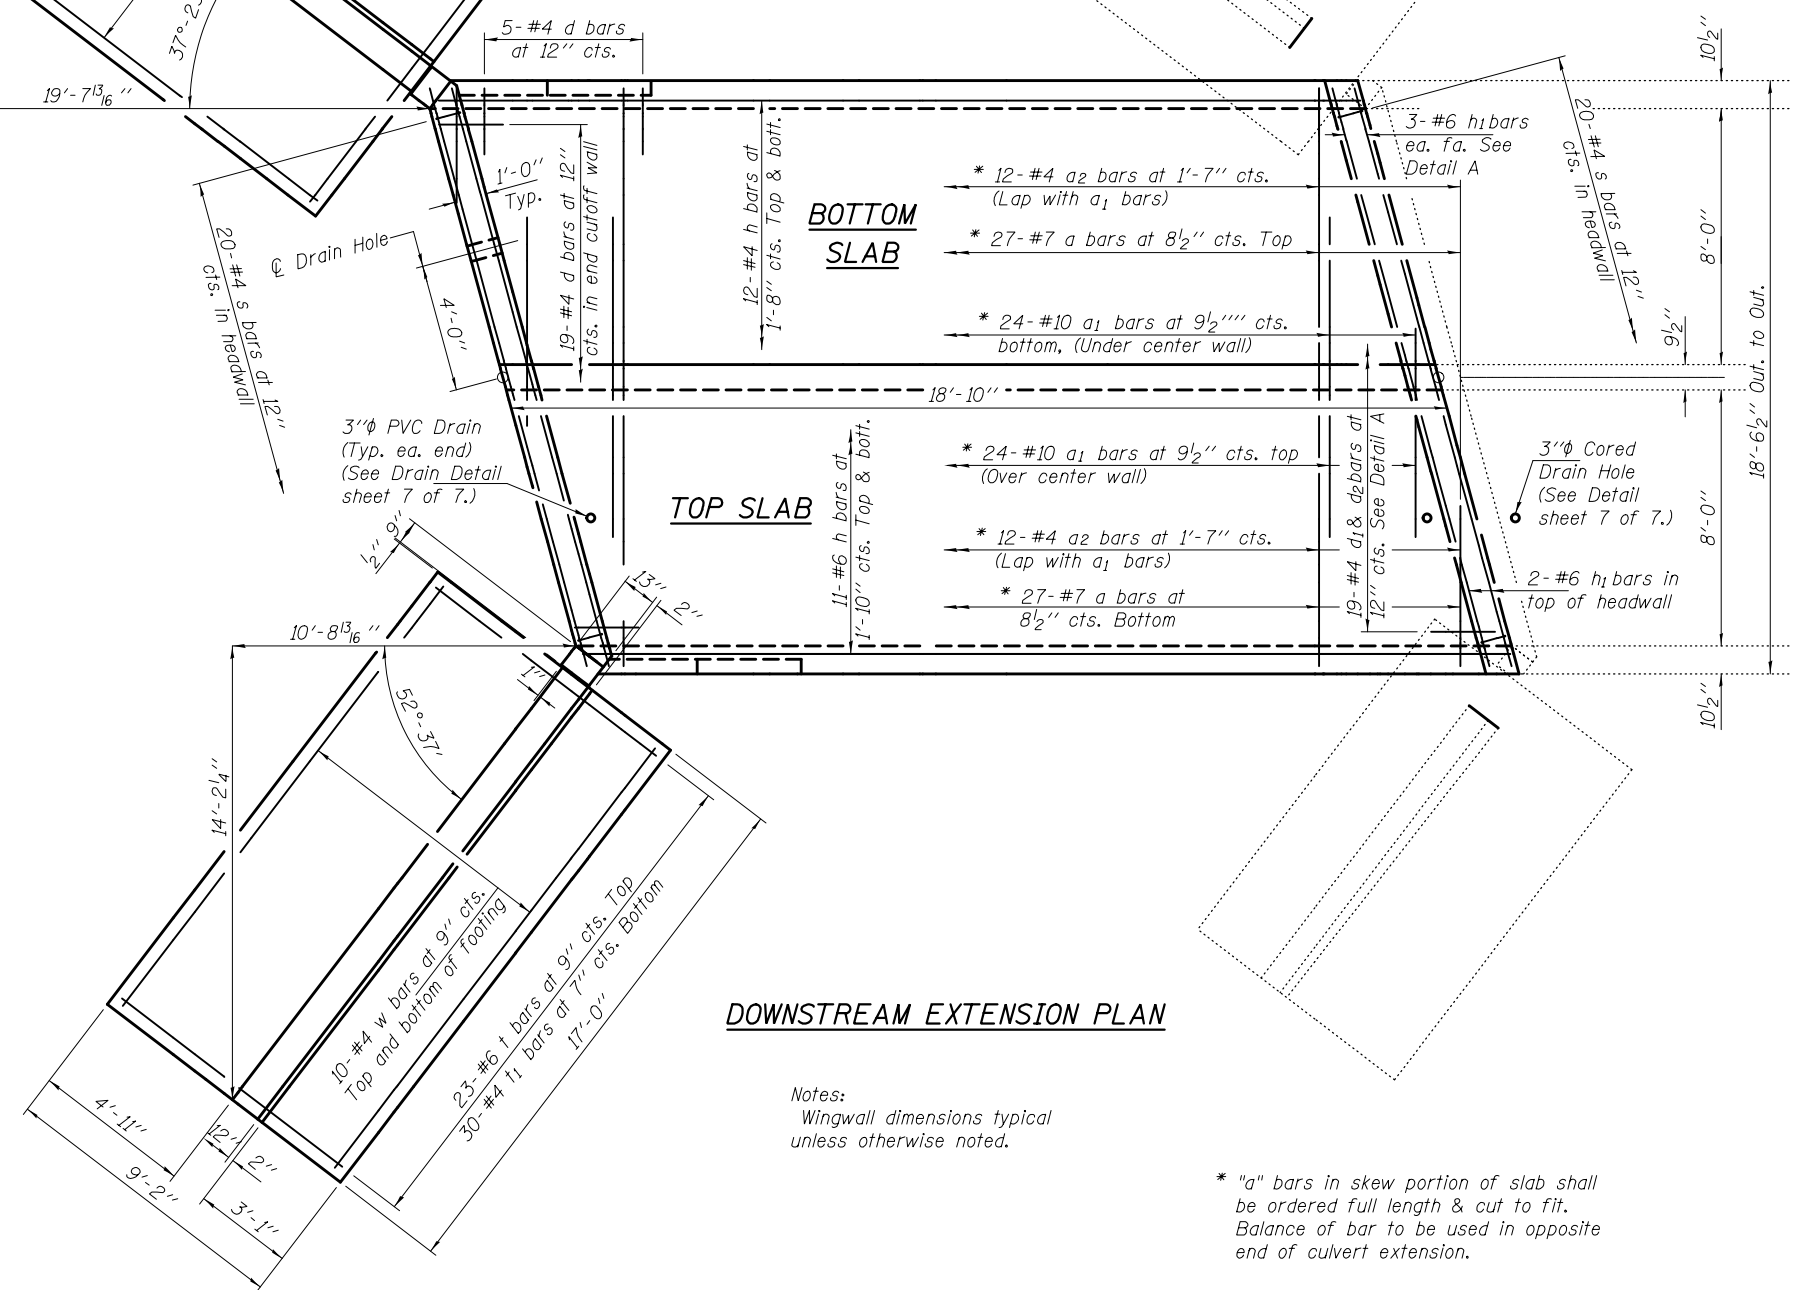 37°-2
5-#4 d bars
at 12" cts.
10½"
19'-7 13/16"
3-#6 h1 bars
ea. fa. See
Detail A
20-#4 s bars at 12"
cts. in headwall
1'-0"
Typ.
19-#4 d bars at 12"
cts. in end cutoff wall
12-#4 h bars at
1'-8" cts. Top & bott.
* 12-#4 a2 bars at 1'-7" cts.
(Lap with a1 bars)
BOTTOM
SLAB
* 27-#7 a bars at 8½" cts. Top
8'-0"
℄ Drain Hole
20-#4 s bars at 12"
cts. in headwall
4'-0"
* 24-#10 a1 bars at 9½"" cts.
bottom, (Under center wall)
9½"
18'-6½" Out. to Out.
18'-10"
3"ϕ PVC Drain
(Typ. ea. end)
(See Drain Detail
sheet 7 of 7.)
11-#6 h bars at
1'-10" cts. Top & bott.
* 24-#10 a1 bars at 9½" cts. top
(Over center wall)
19-#4 d1 & d2 bars at
12" cts. See Detail A
3"ϕ Cored
Drain Hole
(See Detail
sheet 7 of 7.)
TOP SLAB
8'-0"
* 12-#4 a2 bars at 1'-7" cts.
(Lap with a1 bars)
9"
½"
13"
2"
* 27-#7 a bars at
8½" cts. Bottom
2-#6 h1 bars in
top of headwall
10'-8 13/16"
1"
52°-37'
10½"
14'-2¼"
10-#4 w bars at 9" cts.
Top and bottom of footing
23-#6 t bars at 9" cts. Top
30-#4 t1 bars at 7" cts. Bottom
17'-0"
DOWNSTREAM EXTENSION PLAN
4'-11"
12"
2"
9'-2"
3'-1"
Notes:
Wingwall dimensions typical
unless otherwise noted.
* "a" bars in skew portion of slab shall
be ordered full length & cut to fit.
Balance of bar to be used in opposite
end of culvert extension.